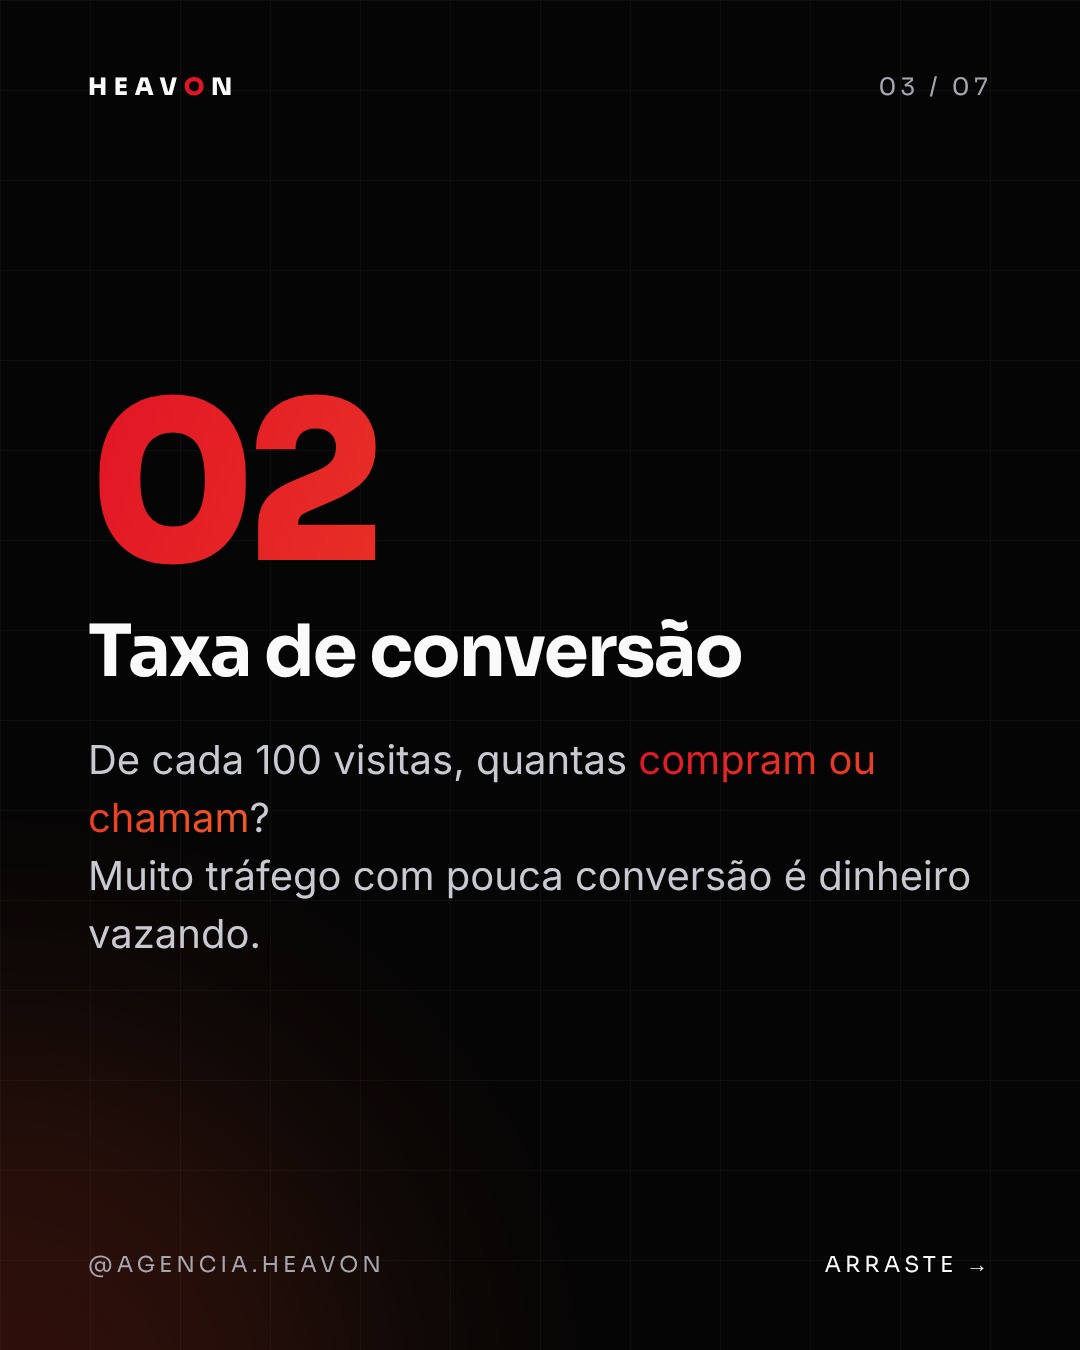 HEAVON
03 / 07
02
Taxa de conversão
De cada 100 visitas, quantas compram ou
chamam?
Muito tráfego com pouca conversão é dinheiro
vazando.
@AGENCIA.HEAVON
ARRASTE →